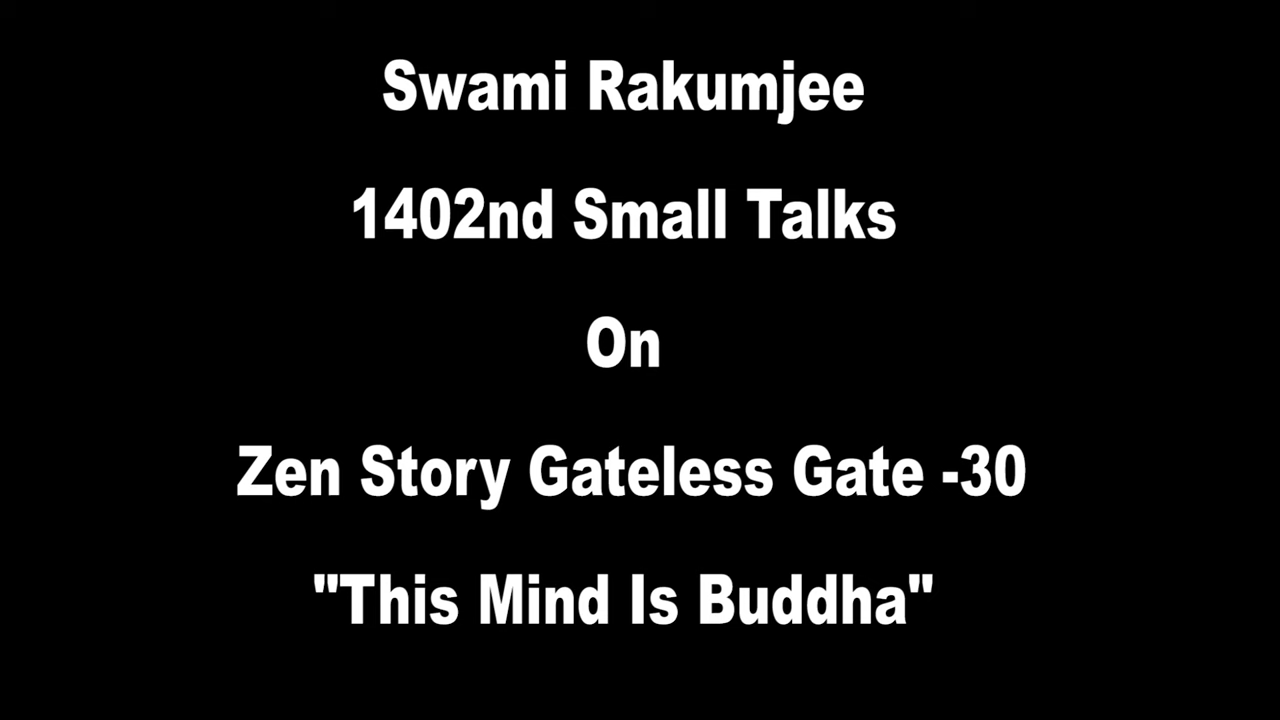 Swami Rakumjee
1402nd Small Talks
On
Zen Story Gateless Gate -30
"This Mind Is Buddha"